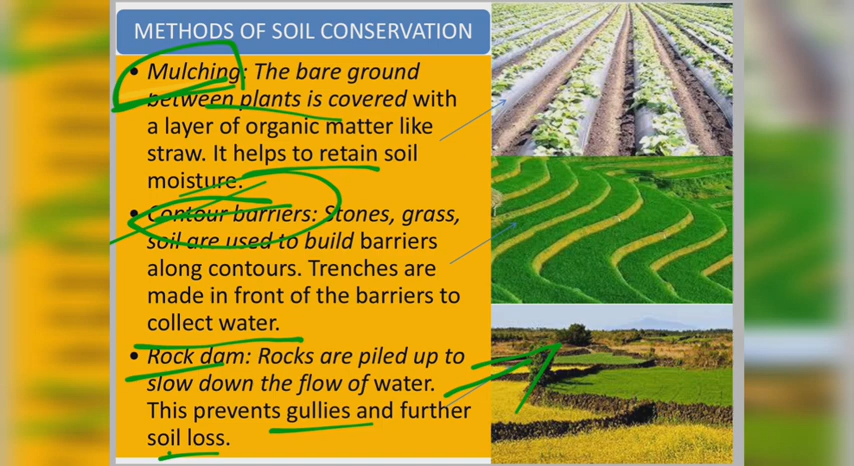 METHODS OF SOIL CONSERVATION
• Mulching: The bare ground
between plants is covered with
a layer of organic matter like
straw. It helps to retain soil
moisture.
• Contour barriers: Stones, grass,
soil are used to build barriers
along contours. Trenches are
made in front of the barriers to
collect water.
• Rock dam: Rocks are piled up to
slow down the flow of water.
This prevents gullies and further
soil loss.